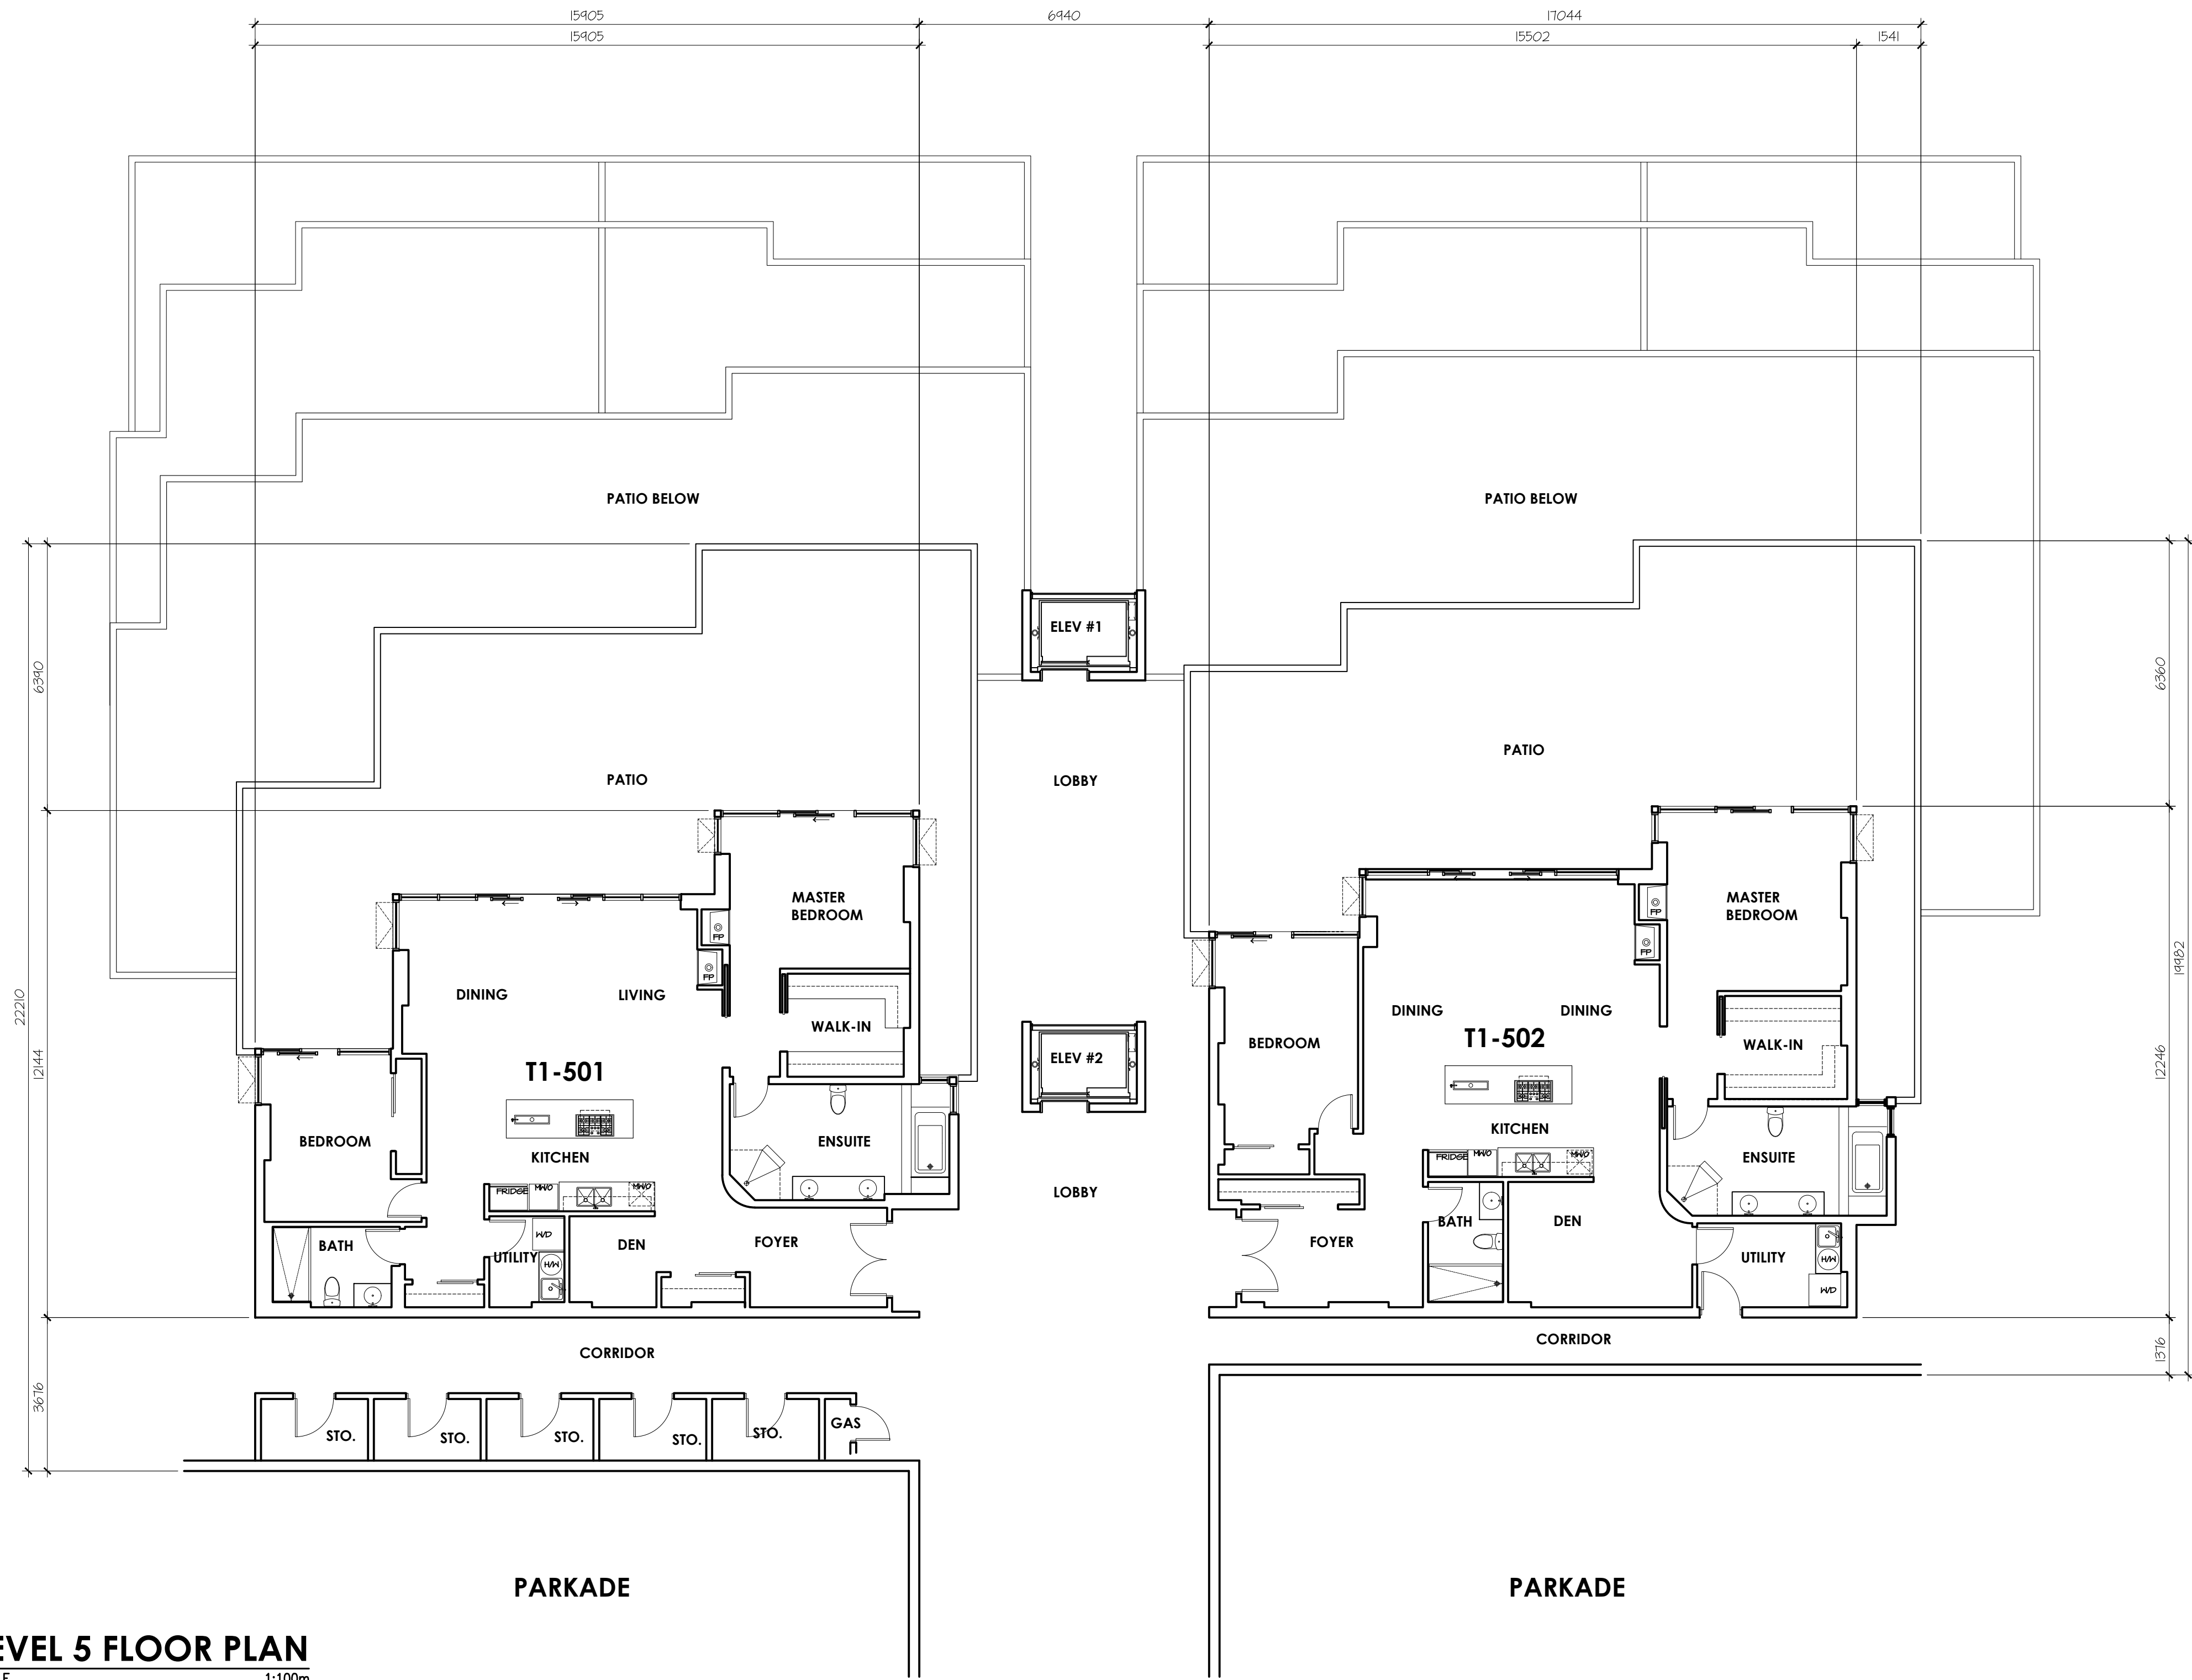 15905
6940
17044
15905
15502
1541
PATIO BELOW
PATIO BELOW
ELEV #1
6390
6360
PATIO
PATIO
LOBBY
MASTER
BEDROOM
MASTER
BEDROOM
FP
FP
FP
FP
DINING
LIVING
22210
19982
DINING
DINING
WALK-IN
T1-502
BEDROOM
WALK-IN
ELEV #2
12144
12246
T1-501
KITCHEN
BEDROOM
ENSUITE
KITCHEN
FRIDGE
MW/O
MW/O
ENSUITE
FRIDGE
MW/O
MW/O
LOBBY
BATH
DEN
W/D
BATH
DEN
FOYER
FOYER
UTILITY
H/W
UTILITY
H/W
W/D
CORRIDOR
CORRIDOR
1376
3676
STO.
STO.
STO.
STO.
STO.
GAS
PARKADE
PARKADE
EVEL 5 FLOOR PLAN
1:100m